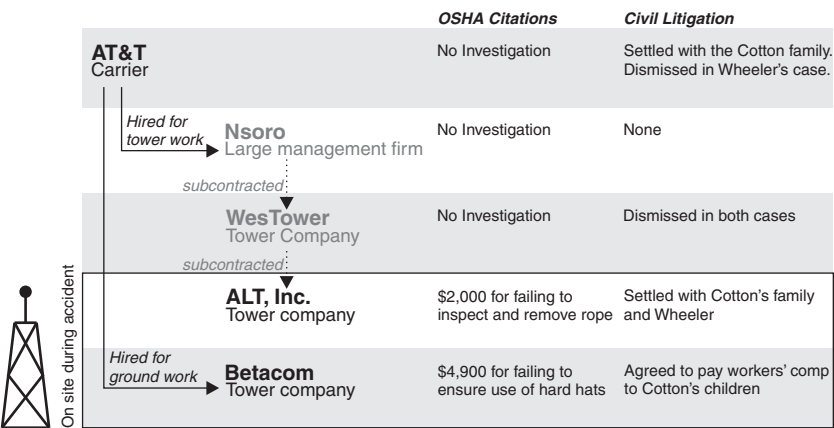 OSHA Citations Civil Litigation
AT&T
Carrier
No Investigation
Settled with the Cotton family.
Dismissed in Wheeler's case.
Hired for
tower work
Nsoro
Large management firm
No Investigation
None
subcontracted
WesTower
Tower Company
No Investigation
Dismissed in both cases
subcontracted
On site during accident
ALT, Inc.
Tower company
$2,000 for failing to
inspect and remove rope
Settled with Cotton's family
and Wheeler
Hired for
ground work
Betacom
Tower company
$4,900 for failing to
ensure use of hard hats
Agreed to pay workers' comp
to Cotton's children